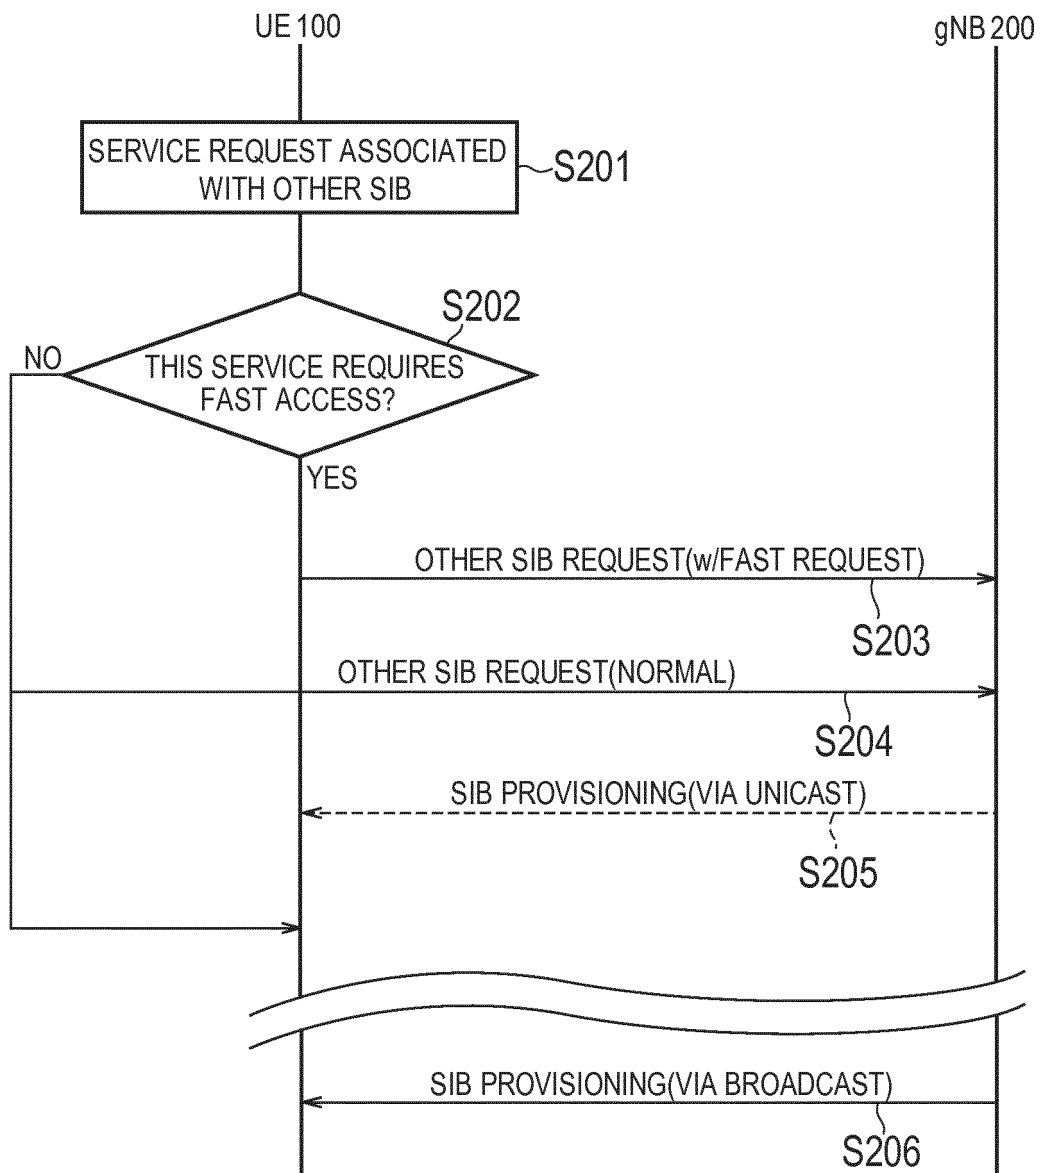 UE 100
gNB 200
SERVICE REQUEST ASSOCIATED
WITH OTHER SIB
S201
S202
NO
THIS SERVICE REQUIRES
FAST ACCESS?
YES
OTHER SIB REQUEST(w/FAST REQUEST)
S203
OTHER SIB REQUEST(NORMAL)
S204
SIB PROVISIONING(VIA UNICAST)
S205
SIB PROVISIONING(VIA BROADCAST)
S206